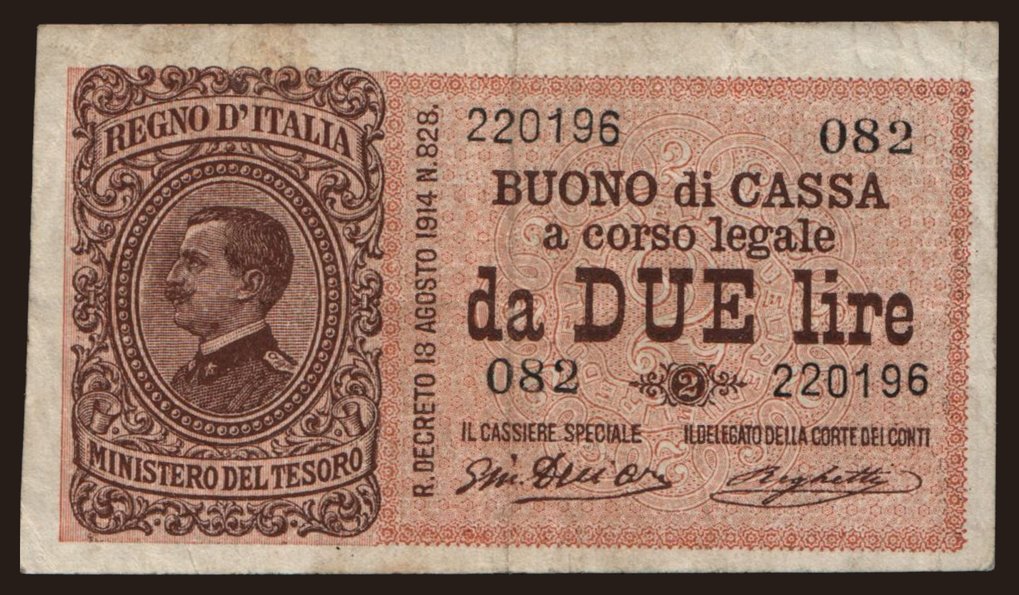 REGNO D'ITALIA
MINISTERO DEL TESORO
R. DECRETO 18 AGOSTO 1914 N. 828.
220196 082
BUONO di CASSA
a corso legale
da DUE lire
082 2 220196
IL CASSIERE SPECIALE IL DELEGATO DELLA CORTE DEI CONTI
Righetti